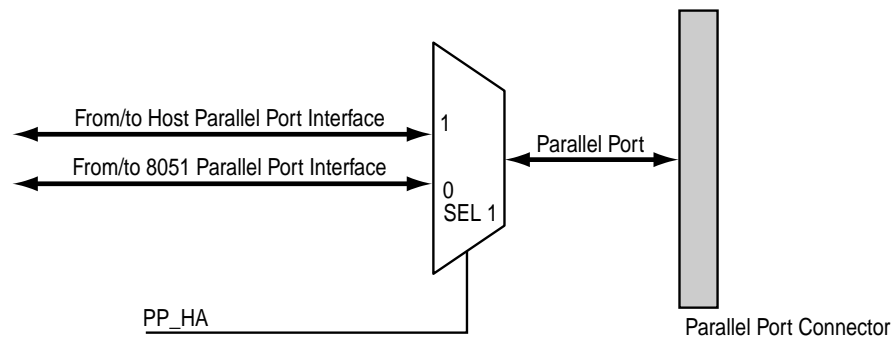 From/to Host Parallel Port Interface
1
Parallel Port
From/to 8051 Parallel Port Interface
0
SEL 1
PP_HA
Parallel Port Connector